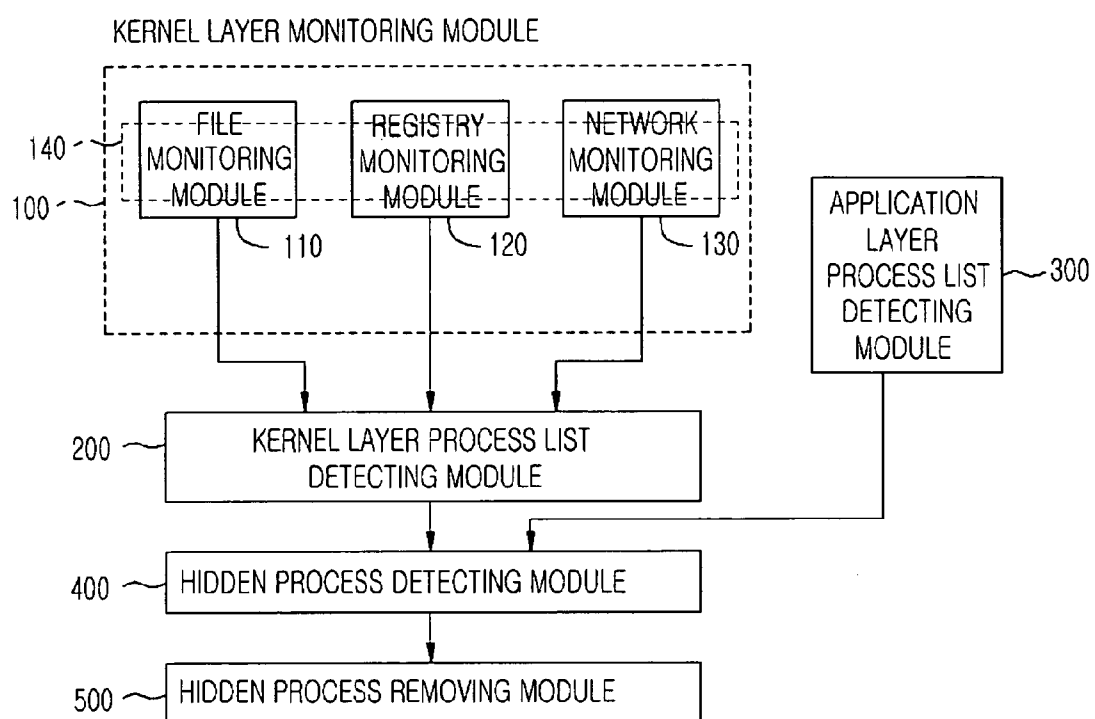 KERNEL LAYER MONITORING MODULE
FILE
MONITORING
MODULE
REGISTRY
MONITORING
MODULE
NETWORK
MONITORING
MODULE
140
100
110
120
130
APPLICATION
LAYER
PROCESS LIST
DETECTING
MODULE
300
200
KERNEL LAYER PROCESS LIST
DETECTING MODULE
400
HIDDEN PROCESS DETECTING MODULE
500
HIDDEN PROCESS REMOVING MODULE